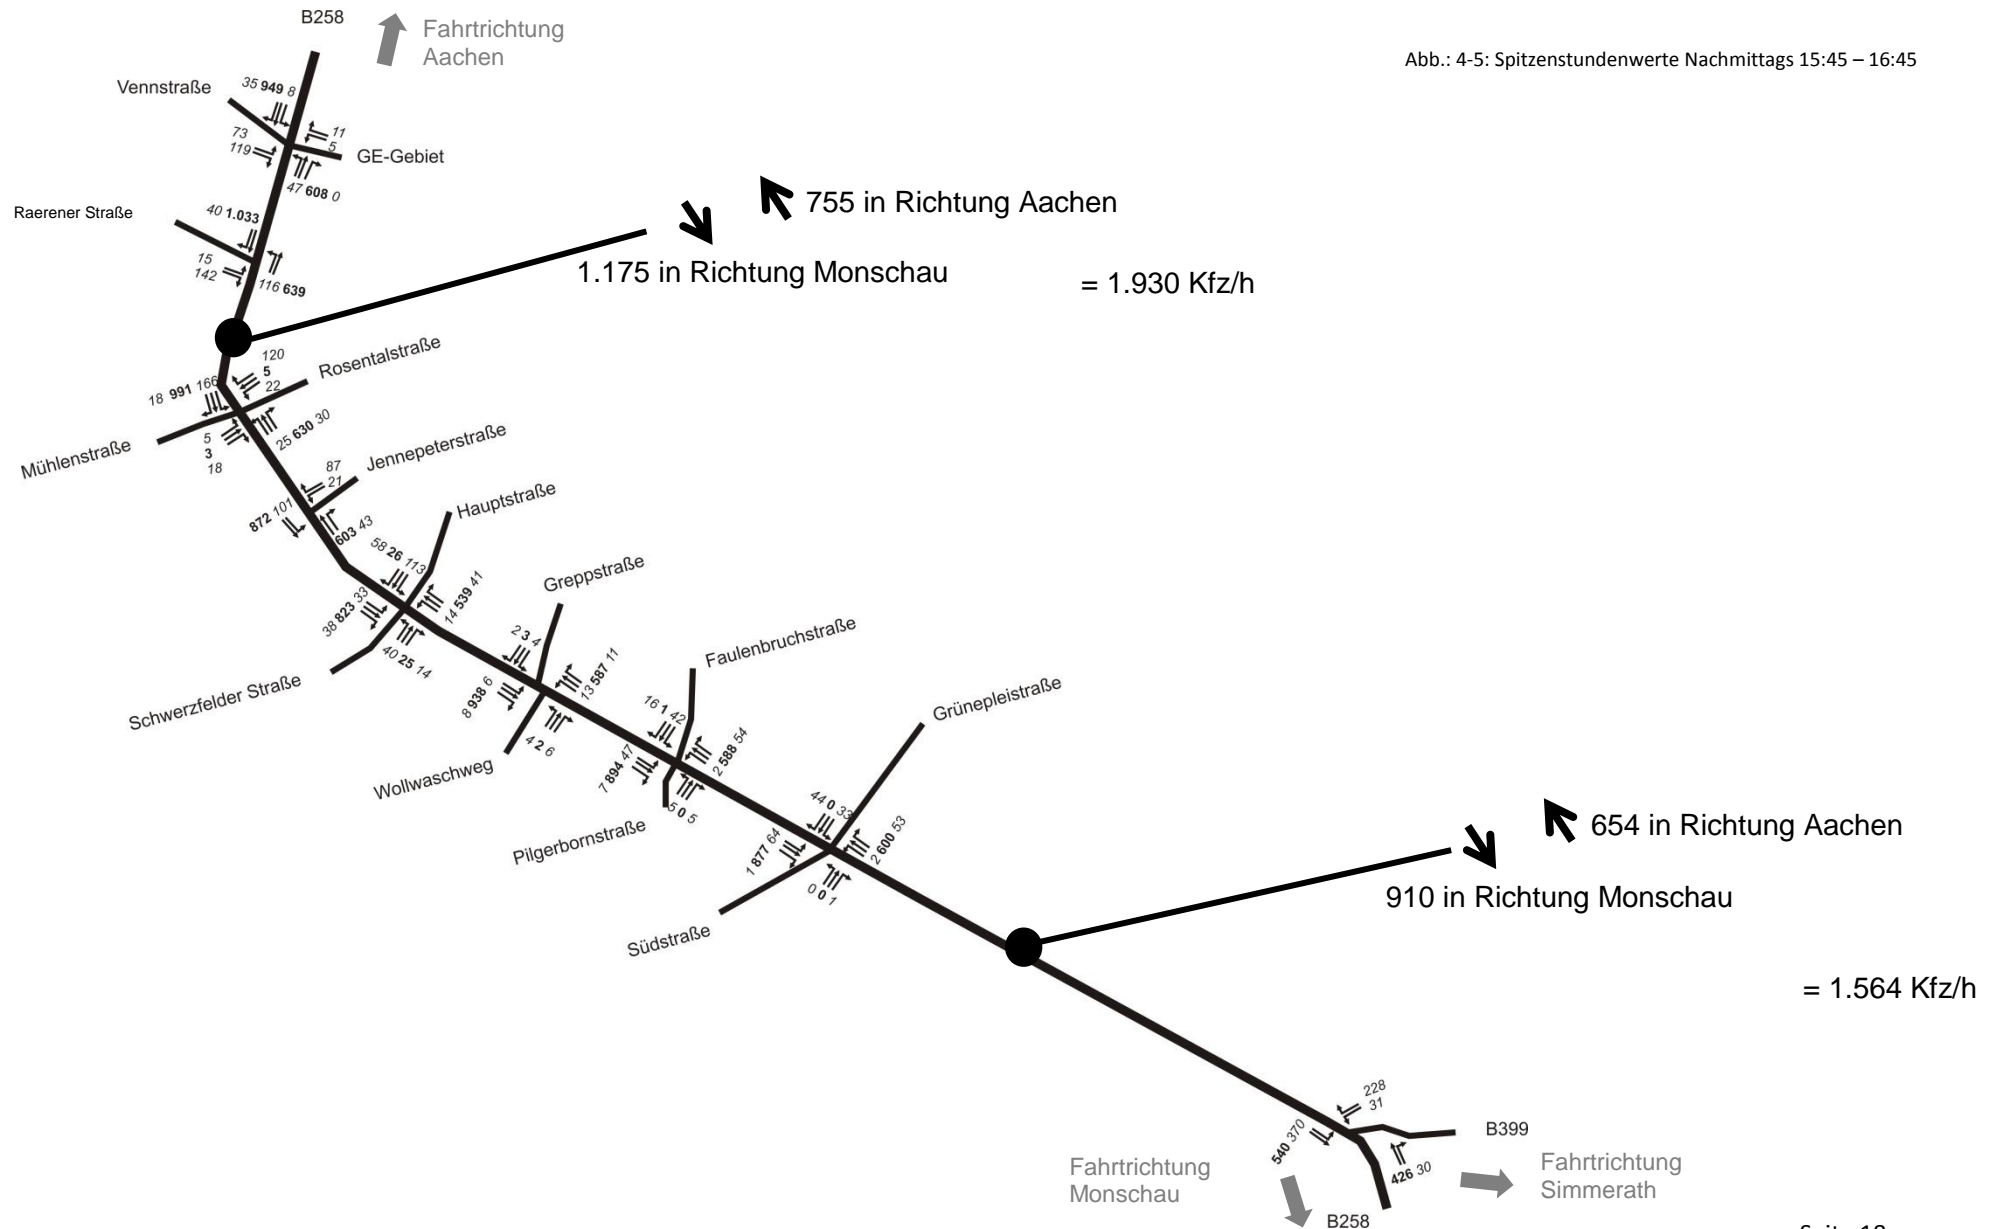 B258
Fahrtrichtung
Aachen
Abb.: 4-5: Spitzenstundenwerte Nachmittags 15:45 – 16:45
Vennstraße
35 949 8
73
119
11
5
GE-Gebiet
47 608 0
Raerener Straße
40 1.033
15
142
116 639
755 in Richtung Aachen
1.175 in Richtung Monschau
= 1.930 Kfz/h
120
5
22
Rosentalstraße
18 991 166
Mühlenstraße
5
3
18
25 630 30
87
21
Jennepeterstraße
872 101
603 43
Hauptstraße
58 26 113
14 539 41
38 823 33
40 25 14
Schwerzfelder Straße
Greppstraße
2 3 4
13 587 11
8 938 6
4 2 6
Wollwaschweg
Faulenbruchstraße
16 1 42
2 588 54
7 894 47
5 0 5
Pilgerbornstraße
Grünepleistraße
44 0 33
2 600 53
1 877 64
0 0 1
Südstraße
654 in Richtung Aachen
910 in Richtung Monschau
= 1.564 Kfz/h
228
31
B399
540 370
426 30
Fahrtrichtung
Monschau
Fahrtrichtung
Simmerath
B258